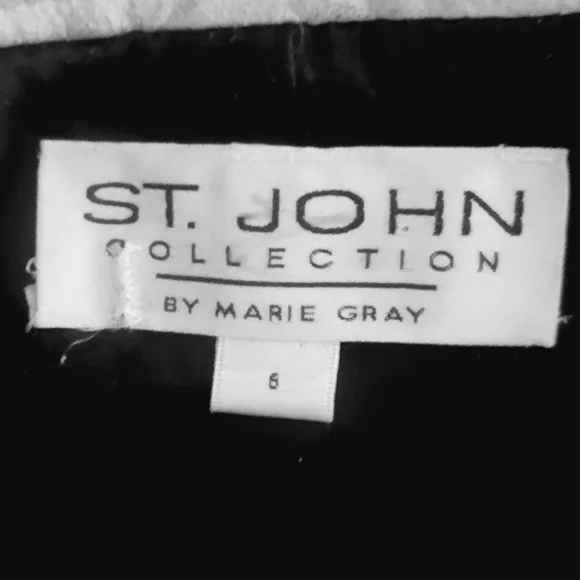 ST. JOHN
COLLECTION
BY MARIE GRAY
6